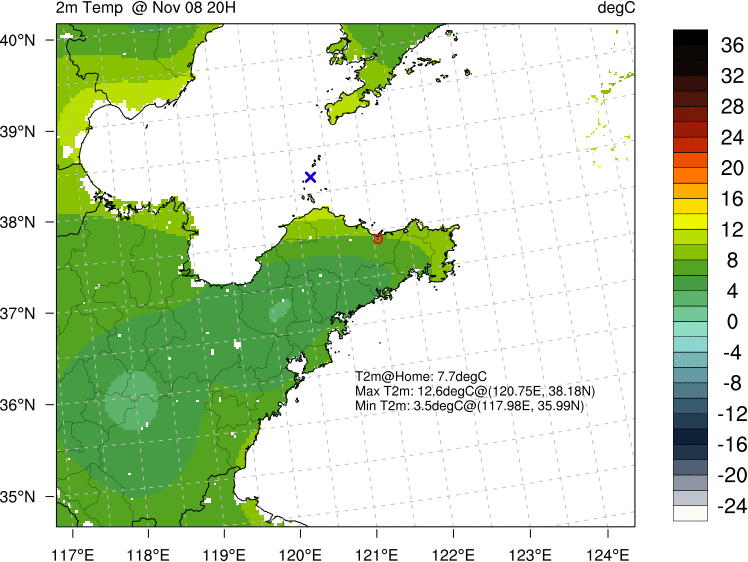 2m Temp @ Nov 08 20H degC
40°N
39°N
38°N
37°N
36°N
35°N
117°E 118°E 119°E 120°E 121°E 122°E 123°E 124°E
T2m@Home: 7.7degC
Max T2m: 12.6degC@(120.75E, 38.18N)
Min T2m: 3.5degC@(117.98E, 35.99N)
36
32
28
24
20
16
12
8
4
0
-4
-8
-12
-16
-20
-24